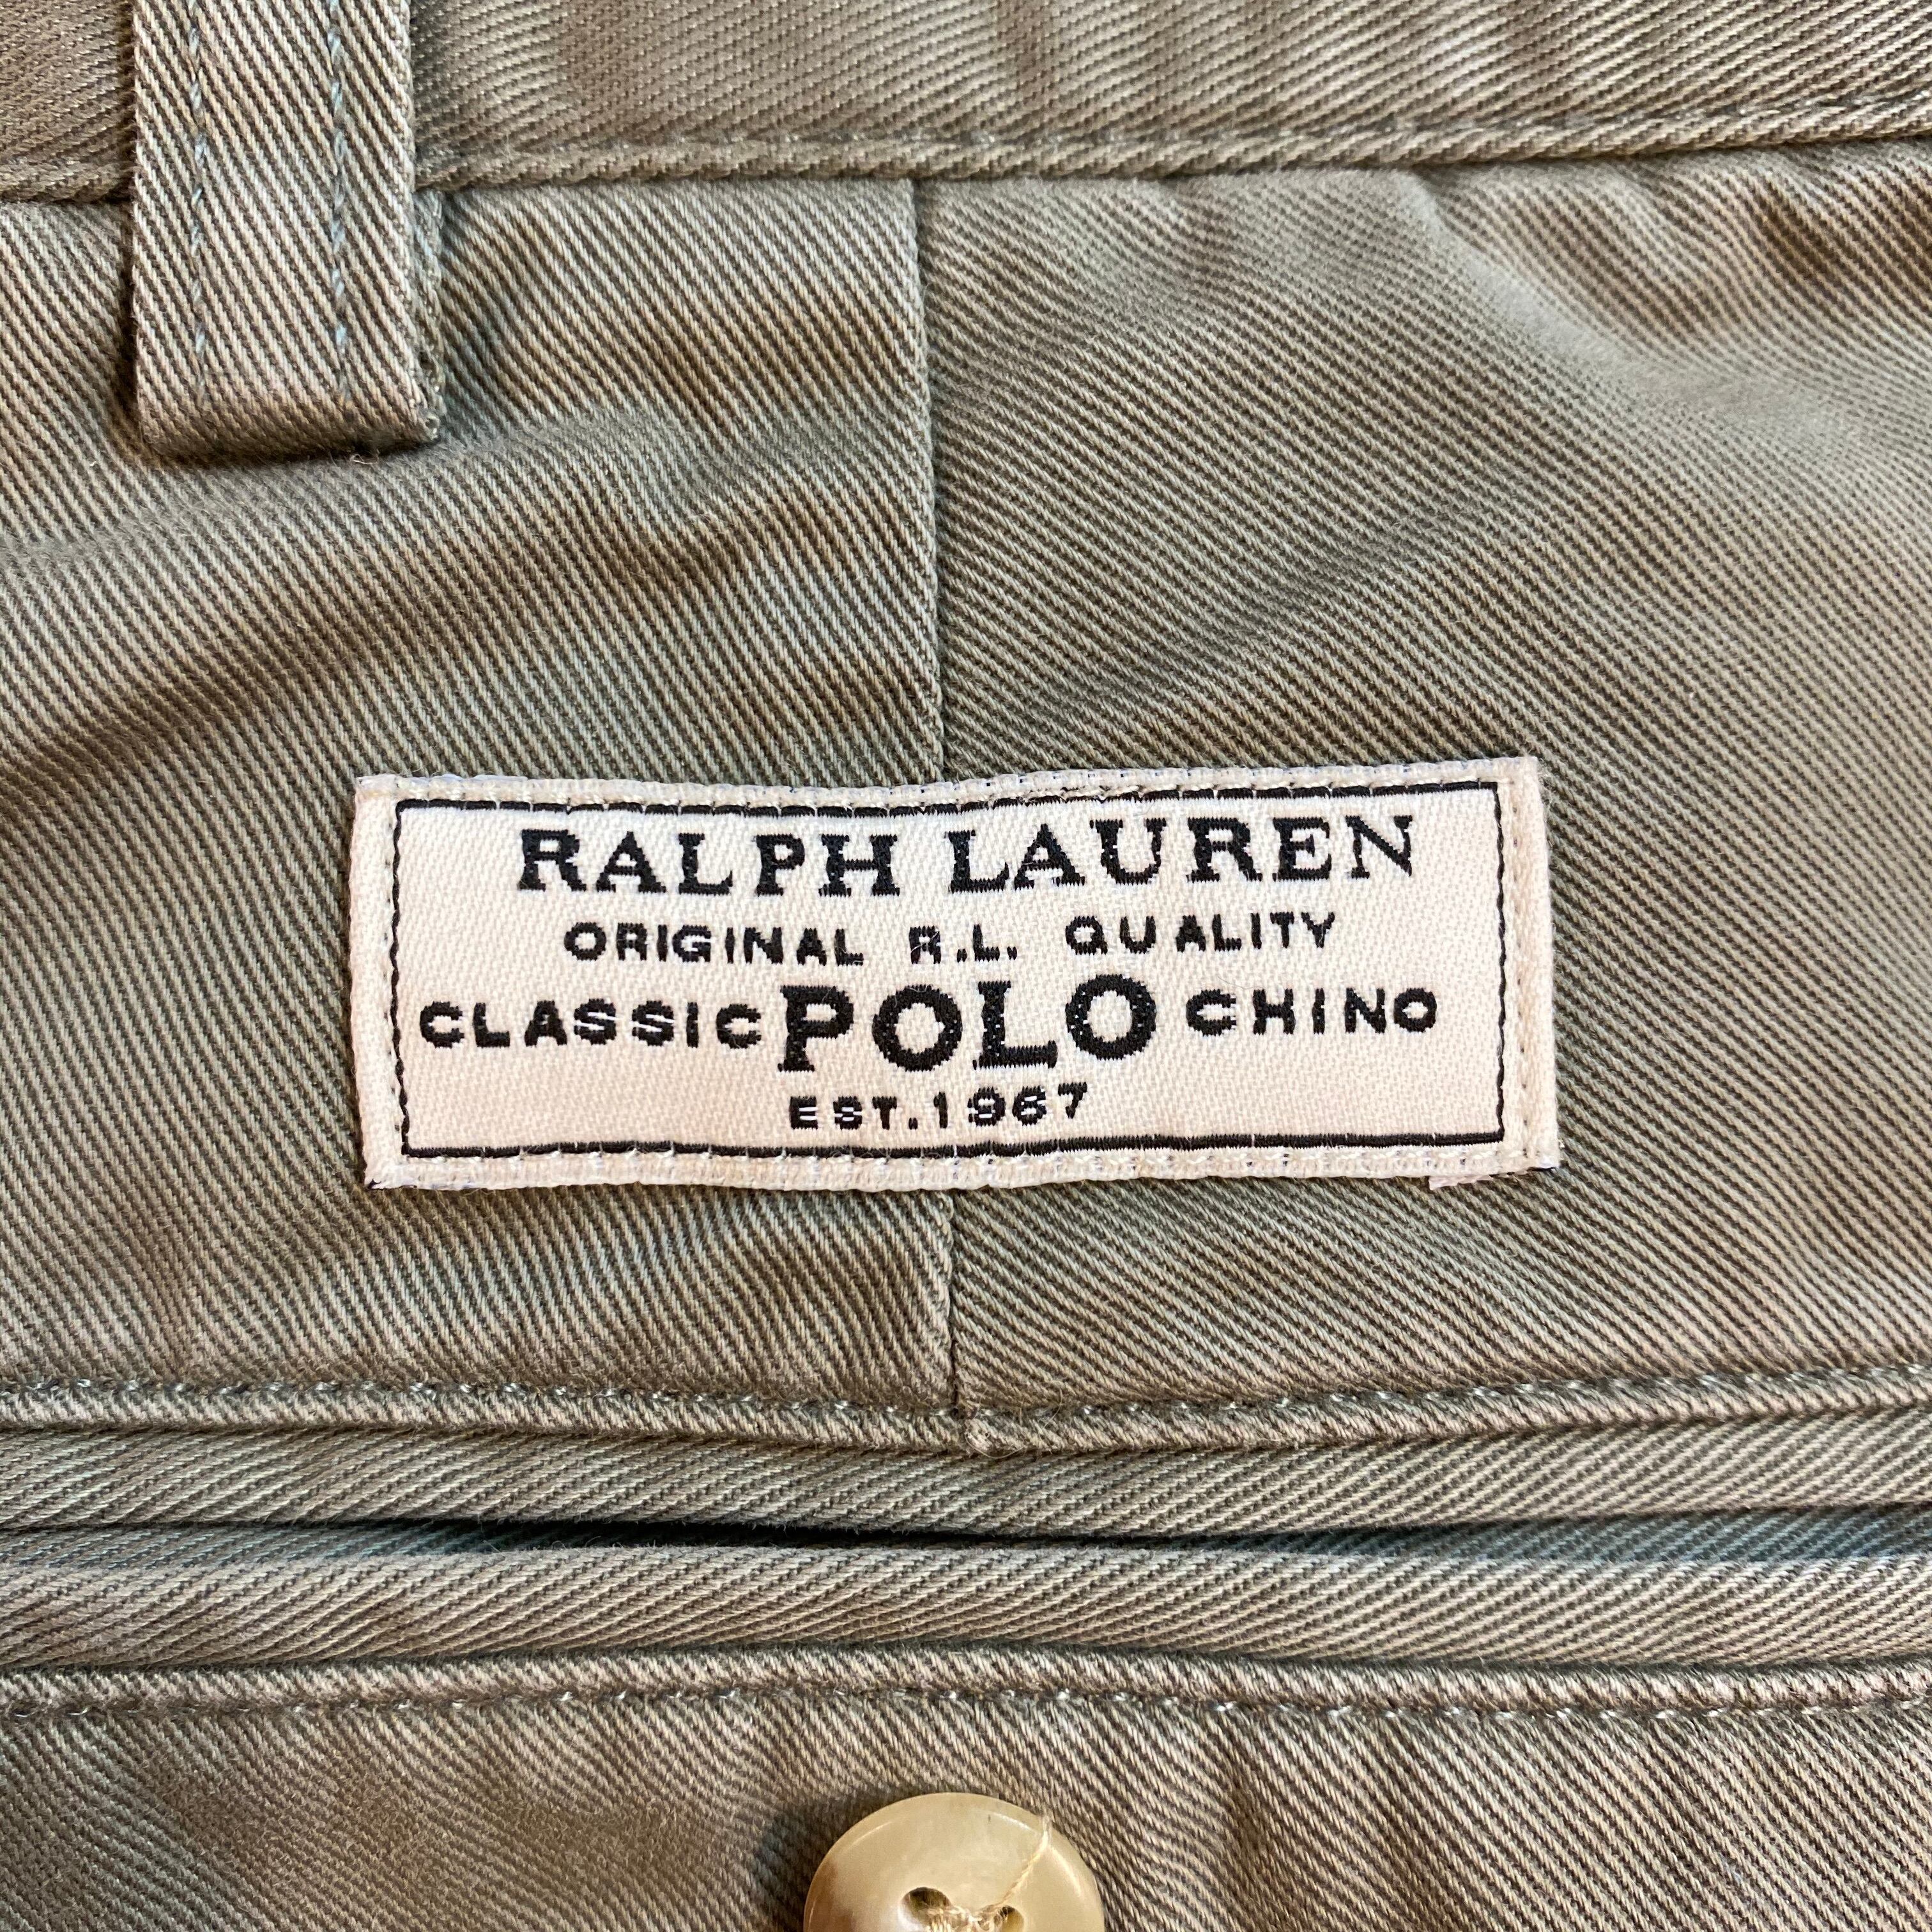 RALPH LAUREN
ORIGINAL R.L. QUALITY
CLASSIC POLO CHINO
EST.1967